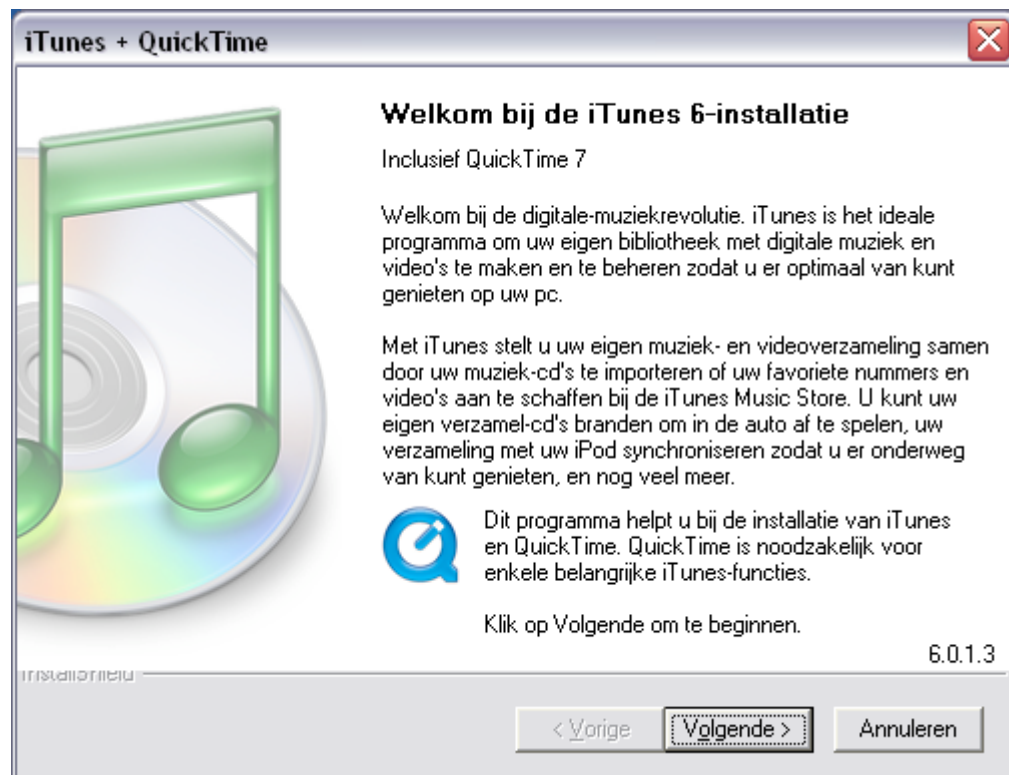 iTunes + QuickTime
Welkom bij de iTunes 6-installatie
Inclusief QuickTime 7
Welkom bij de digitale-muziekrevolutie. iTunes is het ideale
programma om uw eigen bibliotheek met digitale muziek en
video's te maken en te beheren zodat u er optimaal van kunt
genieten op uw pc.
Met iTunes stelt u uw eigen muziek- en videoverzameling samen
door uw muziek-cd's te importeren of uw favoriete nummers en
video's aan te schaffen bij de iTunes Music Store. U kunt uw
eigen verzamel-cd's branden om in de auto af te spelen, uw
verzameling met uw iPod synchroniseren zodat u er onderweg
van kunt genieten, en nog veel meer.
Dit programma helpt u bij de installatie van iTunes
en QuickTime. QuickTime is noodzakelijk voor
enkele belangrijke iTunes-functies.
Klik op Volgende om te beginnen.
6.0.1.3
InstallShield
< Vorige
Volgende >
Annuleren